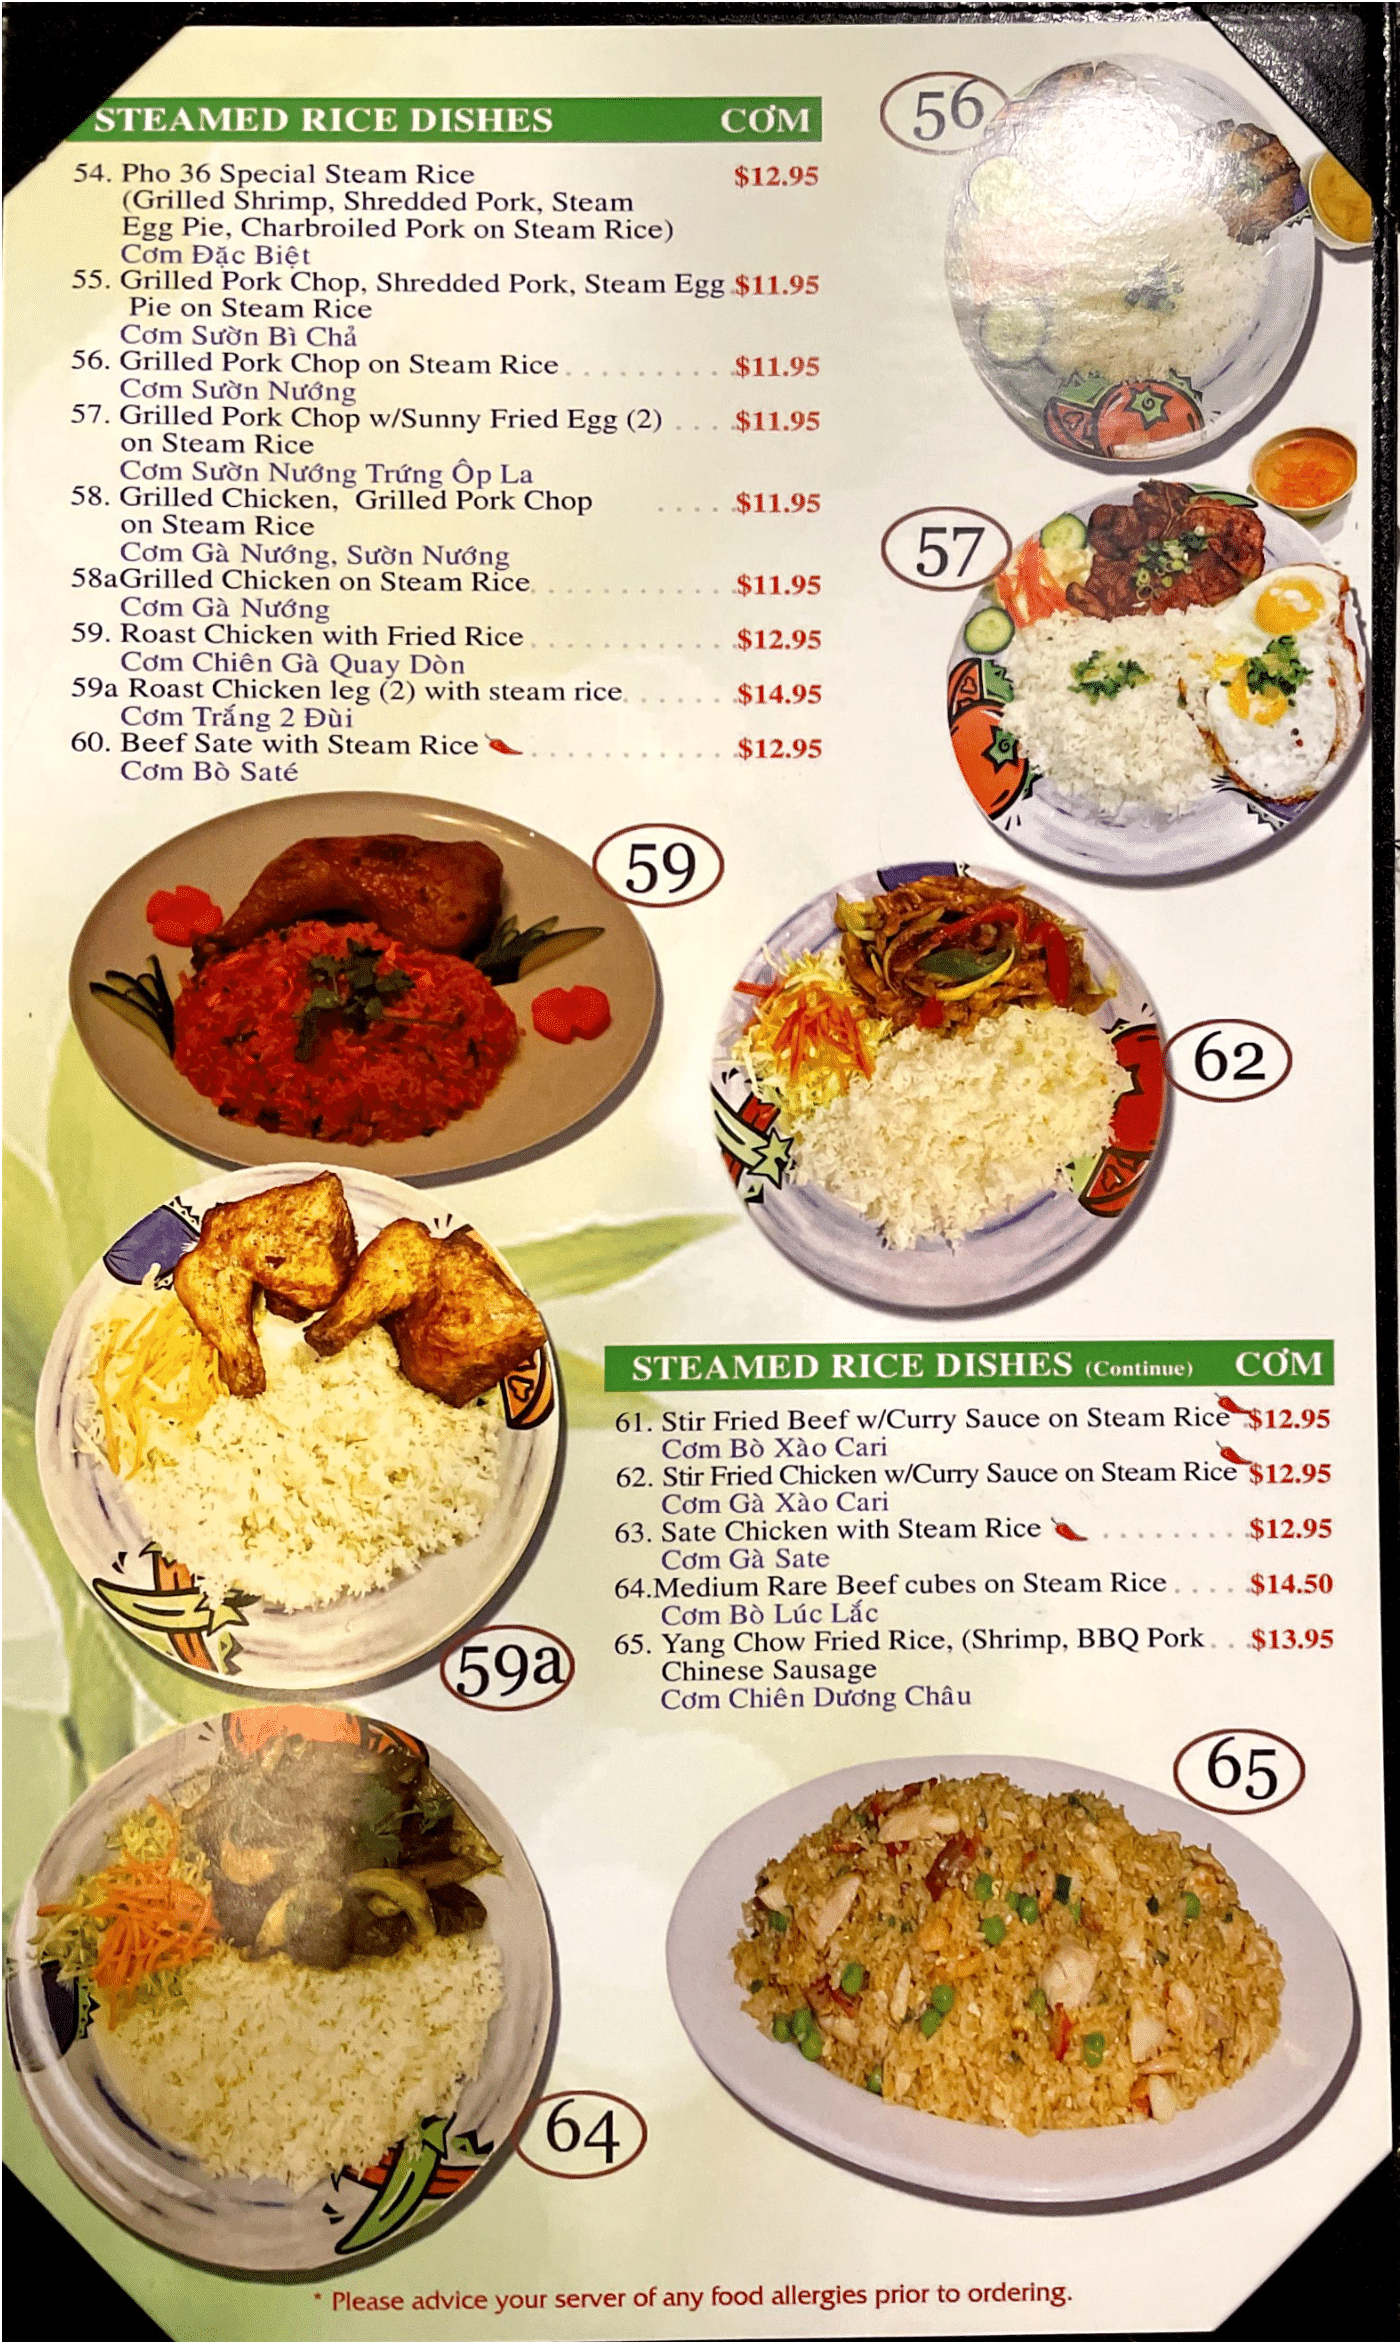 STEAMED RICE DISHES CƠM
54. Pho 36 Special Steam Rice $12.95
(Grilled Shrimp, Shredded Pork, Steam
Egg Pie, Charbroiled Pork on Steam Rice)
Cơm Đặc Biệt
55. Grilled Pork Chop, Shredded Pork, Steam Egg $11.95
Pie on Steam Rice
Cơm Sườn Bì Chả
56. Grilled Pork Chop on Steam Rice . . . . . . . . . . $11.95
Cơm Sườn Nướng
57. Grilled Pork Chop w/Sunny Fried Egg (2) . . . . $11.95
on Steam Rice
Cơm Sườn Nướng Trứng Ôp La
58. Grilled Chicken, Grilled Pork Chop . . . . . $11.95
on Steam Rice
Cơm Gà Nướng, Sườn Nướng
58aGrilled Chicken on Steam Rice. . . . . . . . . . . . $11.95
Cơm Gà Nướng
59. Roast Chicken with Fried Rice . . . . . . . . . . . . $12.95
Cơm Chiên Gà Quay Dòn
59a Roast Chicken leg (2) with steam rice. . . . . . . $14.95
Cơm Trắng 2 Đùi
60. Beef Sate with Steam Rice . . . . . . . . . . . . $12.95
Cơm Bò Saté
56
57
59
62
59a
STEAMED RICE DISHES (Continue) CƠM
61. Stir Fried Beef w/Curry Sauce on Steam Rice $12.95
Cơm Bò Xào Cari
62. Stir Fried Chicken w/Curry Sauce on Steam Rice $12.95
Cơm Gà Xào Cari
63. Sate Chicken with Steam Rice . . . . . . . . . $12.95
Cơm Gà Sate
64.Medium Rare Beef cubes on Steam Rice . . . . . $14.50
Cơm Bò Lúc Lắc
65. Yang Chow Fried Rice, (Shrimp, BBQ Pork . . . $13.95
Chinese Sausage
Cơm Chiên Dương Châu
65
64
* Please advice your server of any food allergies prior to ordering.